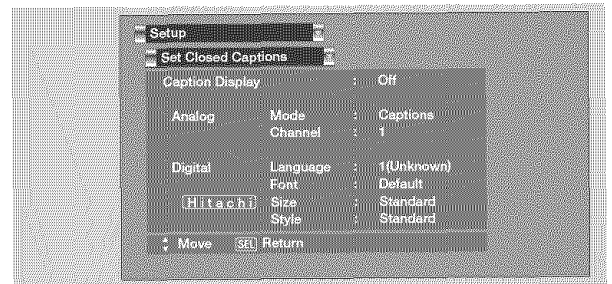 Setup
Set Closed Captions
Caption Display : Off
Analog Mode : Captions
Channel : 1
Digital Language : 1(Unknown)
Font : Default
Hitachi Size : Standard
Style : Standard
Move SEL Return